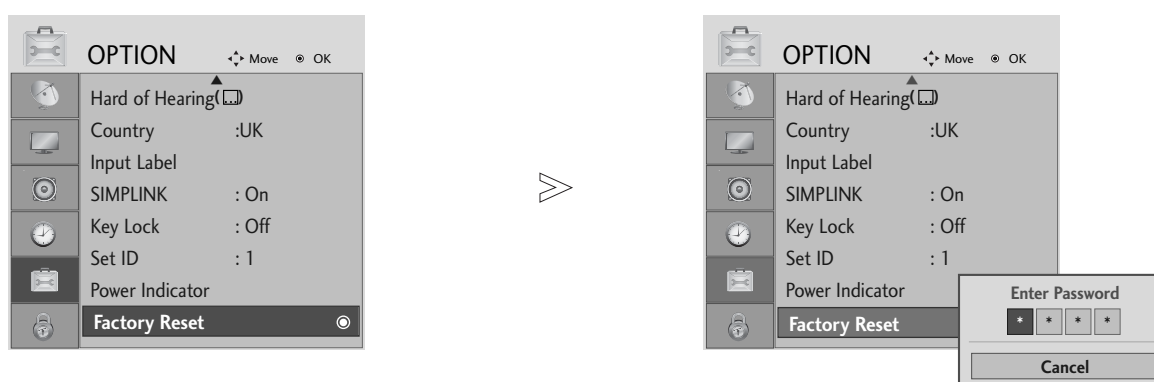 OPTION Move OK
Hard of Hearing( )
Country :UK
Input Label
SIMPLINK : On
Key Lock : Off
Set ID : 1
Power Indicator
Factory Reset
OPTION Move OK
Hard of Hearing( )
Country :UK
Input Label
SIMPLINK : On
Key Lock : Off
Set ID : 1
Power Indicator
Factory Reset
Enter Password
* * * *
Cancel